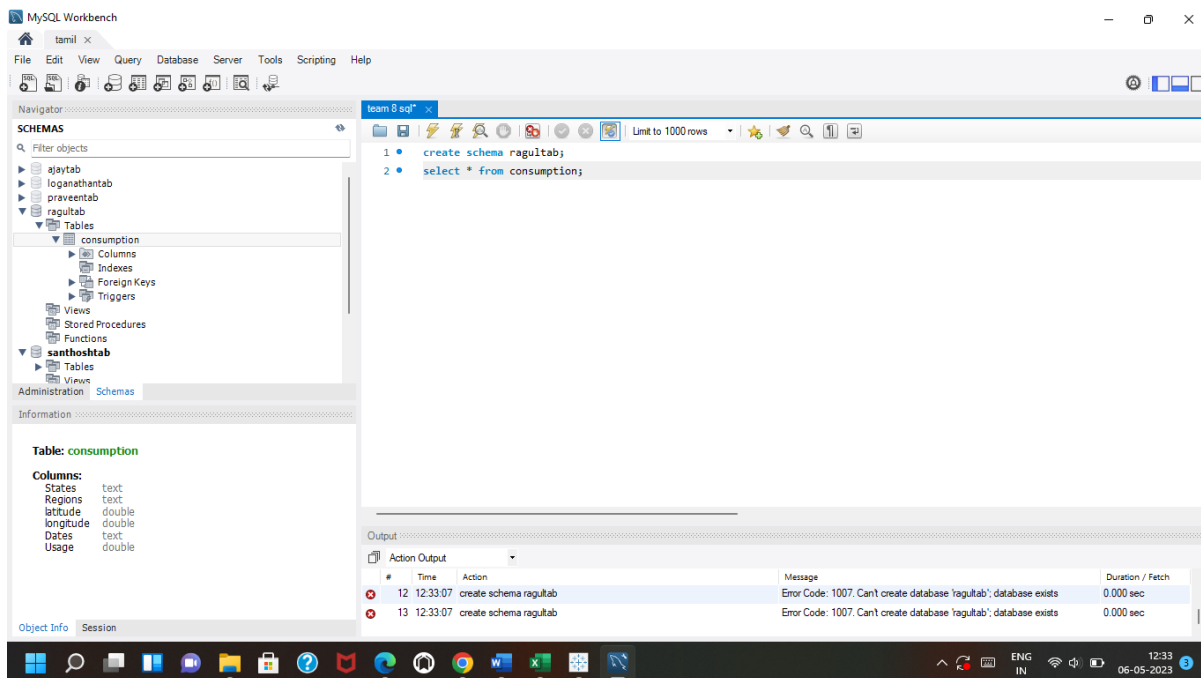 MySQL Workbench
tamil
File Edit View Query Database Server Tools Scripting Help
Navigator
SCHEMAS
Filter objects
ajaytab
loganathantab
praveentab
ragultab
Tables
consumption
Columns
Indexes
Foreign Keys
Triggers
Views
Stored Procedures
Functions
santhoshtab
Tables
Views
Administration Schemas
Information
Table: consumption
Columns:
States text
Regions text
latitude double
longitude double
Dates text
Usage double
Object Info Session
team 8 sql*
Limit to 1000 rows
1 create schema ragultab;
2 select * from consumption;
Output
Action Output
# Time Action Message Duration / Fetch
12 12:33:07 create schema ragultab Error Code: 1007. Can't create database 'ragultab'; database exists 0.000 sec
13 12:33:07 create schema ragultab Error Code: 1007. Can't create database 'ragultab'; database exists 0.000 sec
ENG
IN
12:33
06-05-2023
3